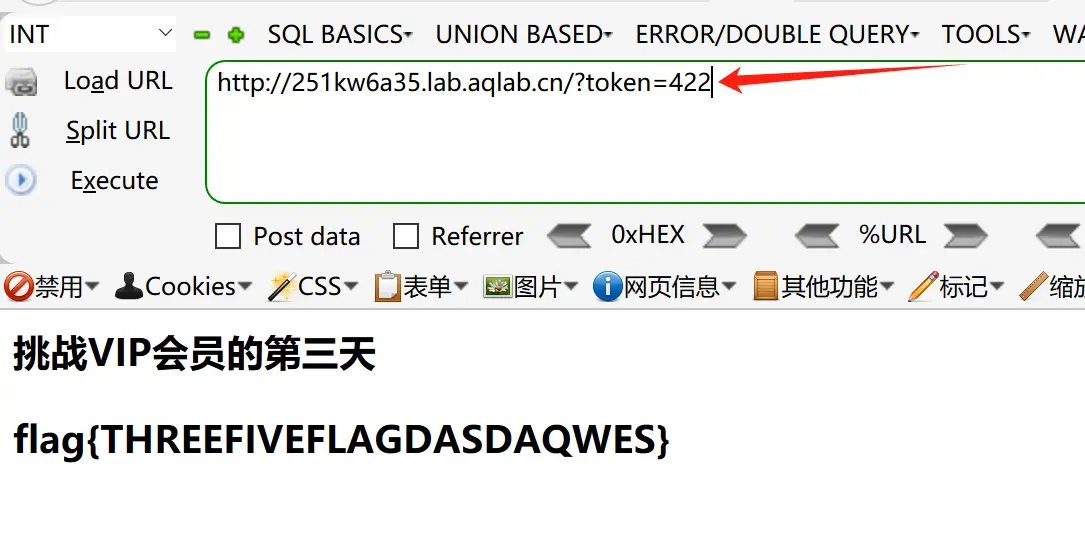 INT SQL BASICS UNION BASED ERROR/DOUBLE QUERY TOOLS
Load URL http://251kw6a35.lab.aqlab.cn/?token=422
Split URL
Execute
Post data Referrer 0xHEX %URL
禁用 Cookies CSS 表单 图片 网页信息 其他功能 标记
挑战VIP会员的第三天
flag{THREEFIVEFLAGDASDAQWES}